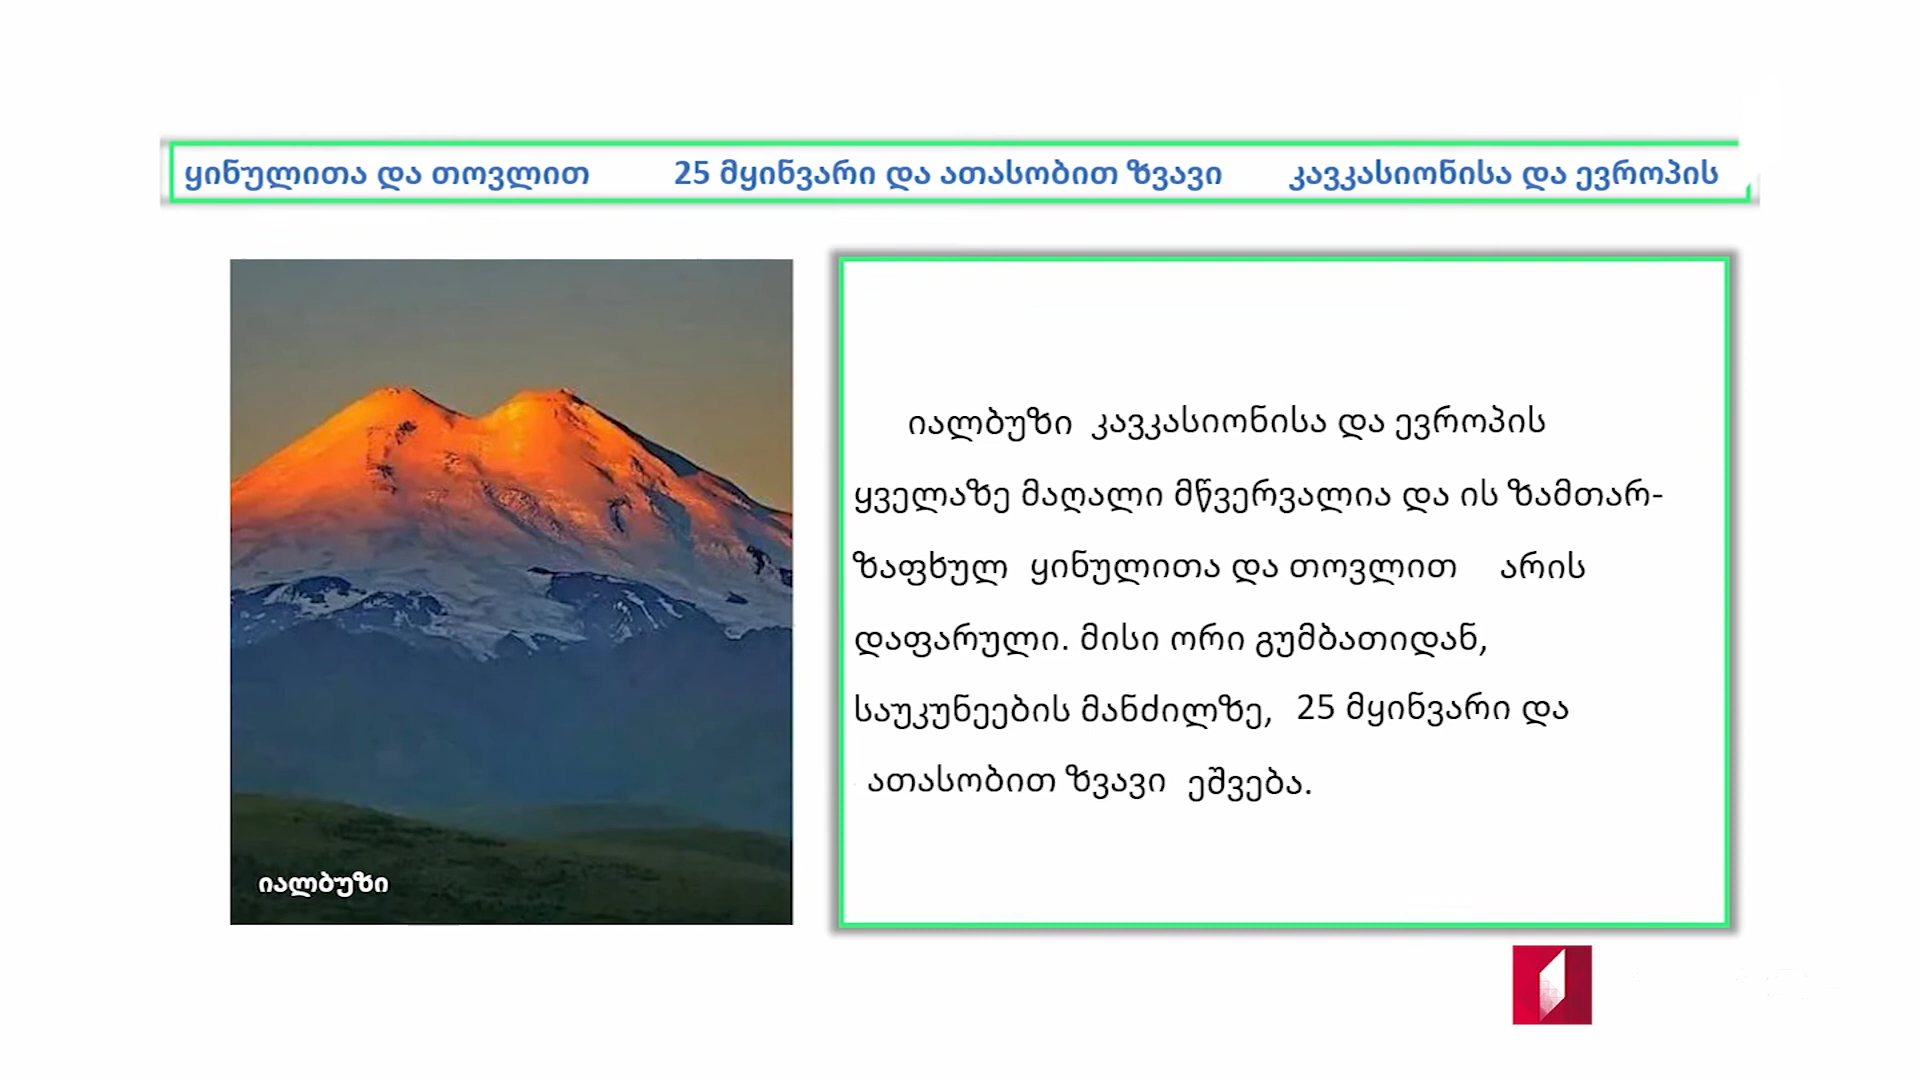 ყინულითა და თოვლით 25 მყინვარი და ათასობით ზვავი კავკასიონისა და ევროპის
იალბუზი კავკასიონისა და ევროპის
ყველაზე მაღალი მწვერვალია და ის ზამთარ-
ზაფხულ ყინულითა და თოვლით არის
დაფარული. მისი ორი გუმბათიდან,
საუკუნეების მანძილზე, 25 მყინვარი და
ათასობით ზვავი ეშვება.
იალბუზი